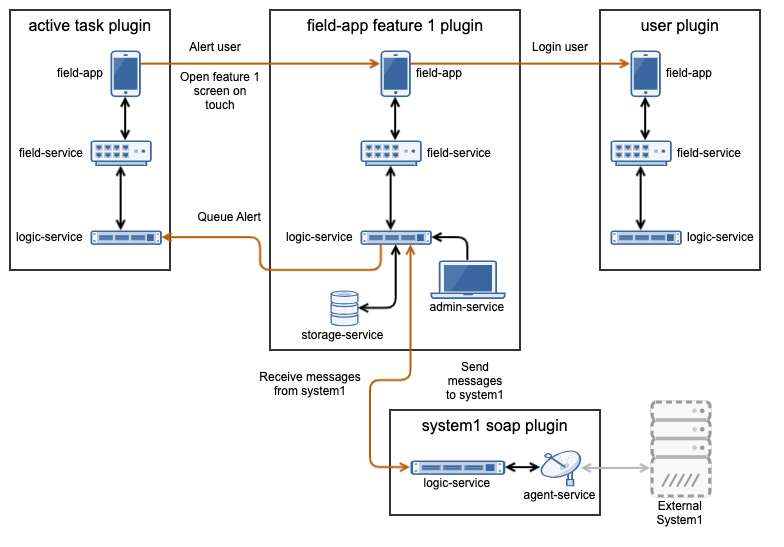 active task plugin
field-app feature 1 plugin
user plugin
Alert user
Login user
field-app
field-app
field-app
Open feature 1
screen on
touch
field-service
field-service
field-service
Queue Alert
logic-service
logic-service
logic-service
admin-service
storage-service
Receive messages
from system1
Send
messages
to system1
system1 soap plugin
logic-service
agent-service
External
System1